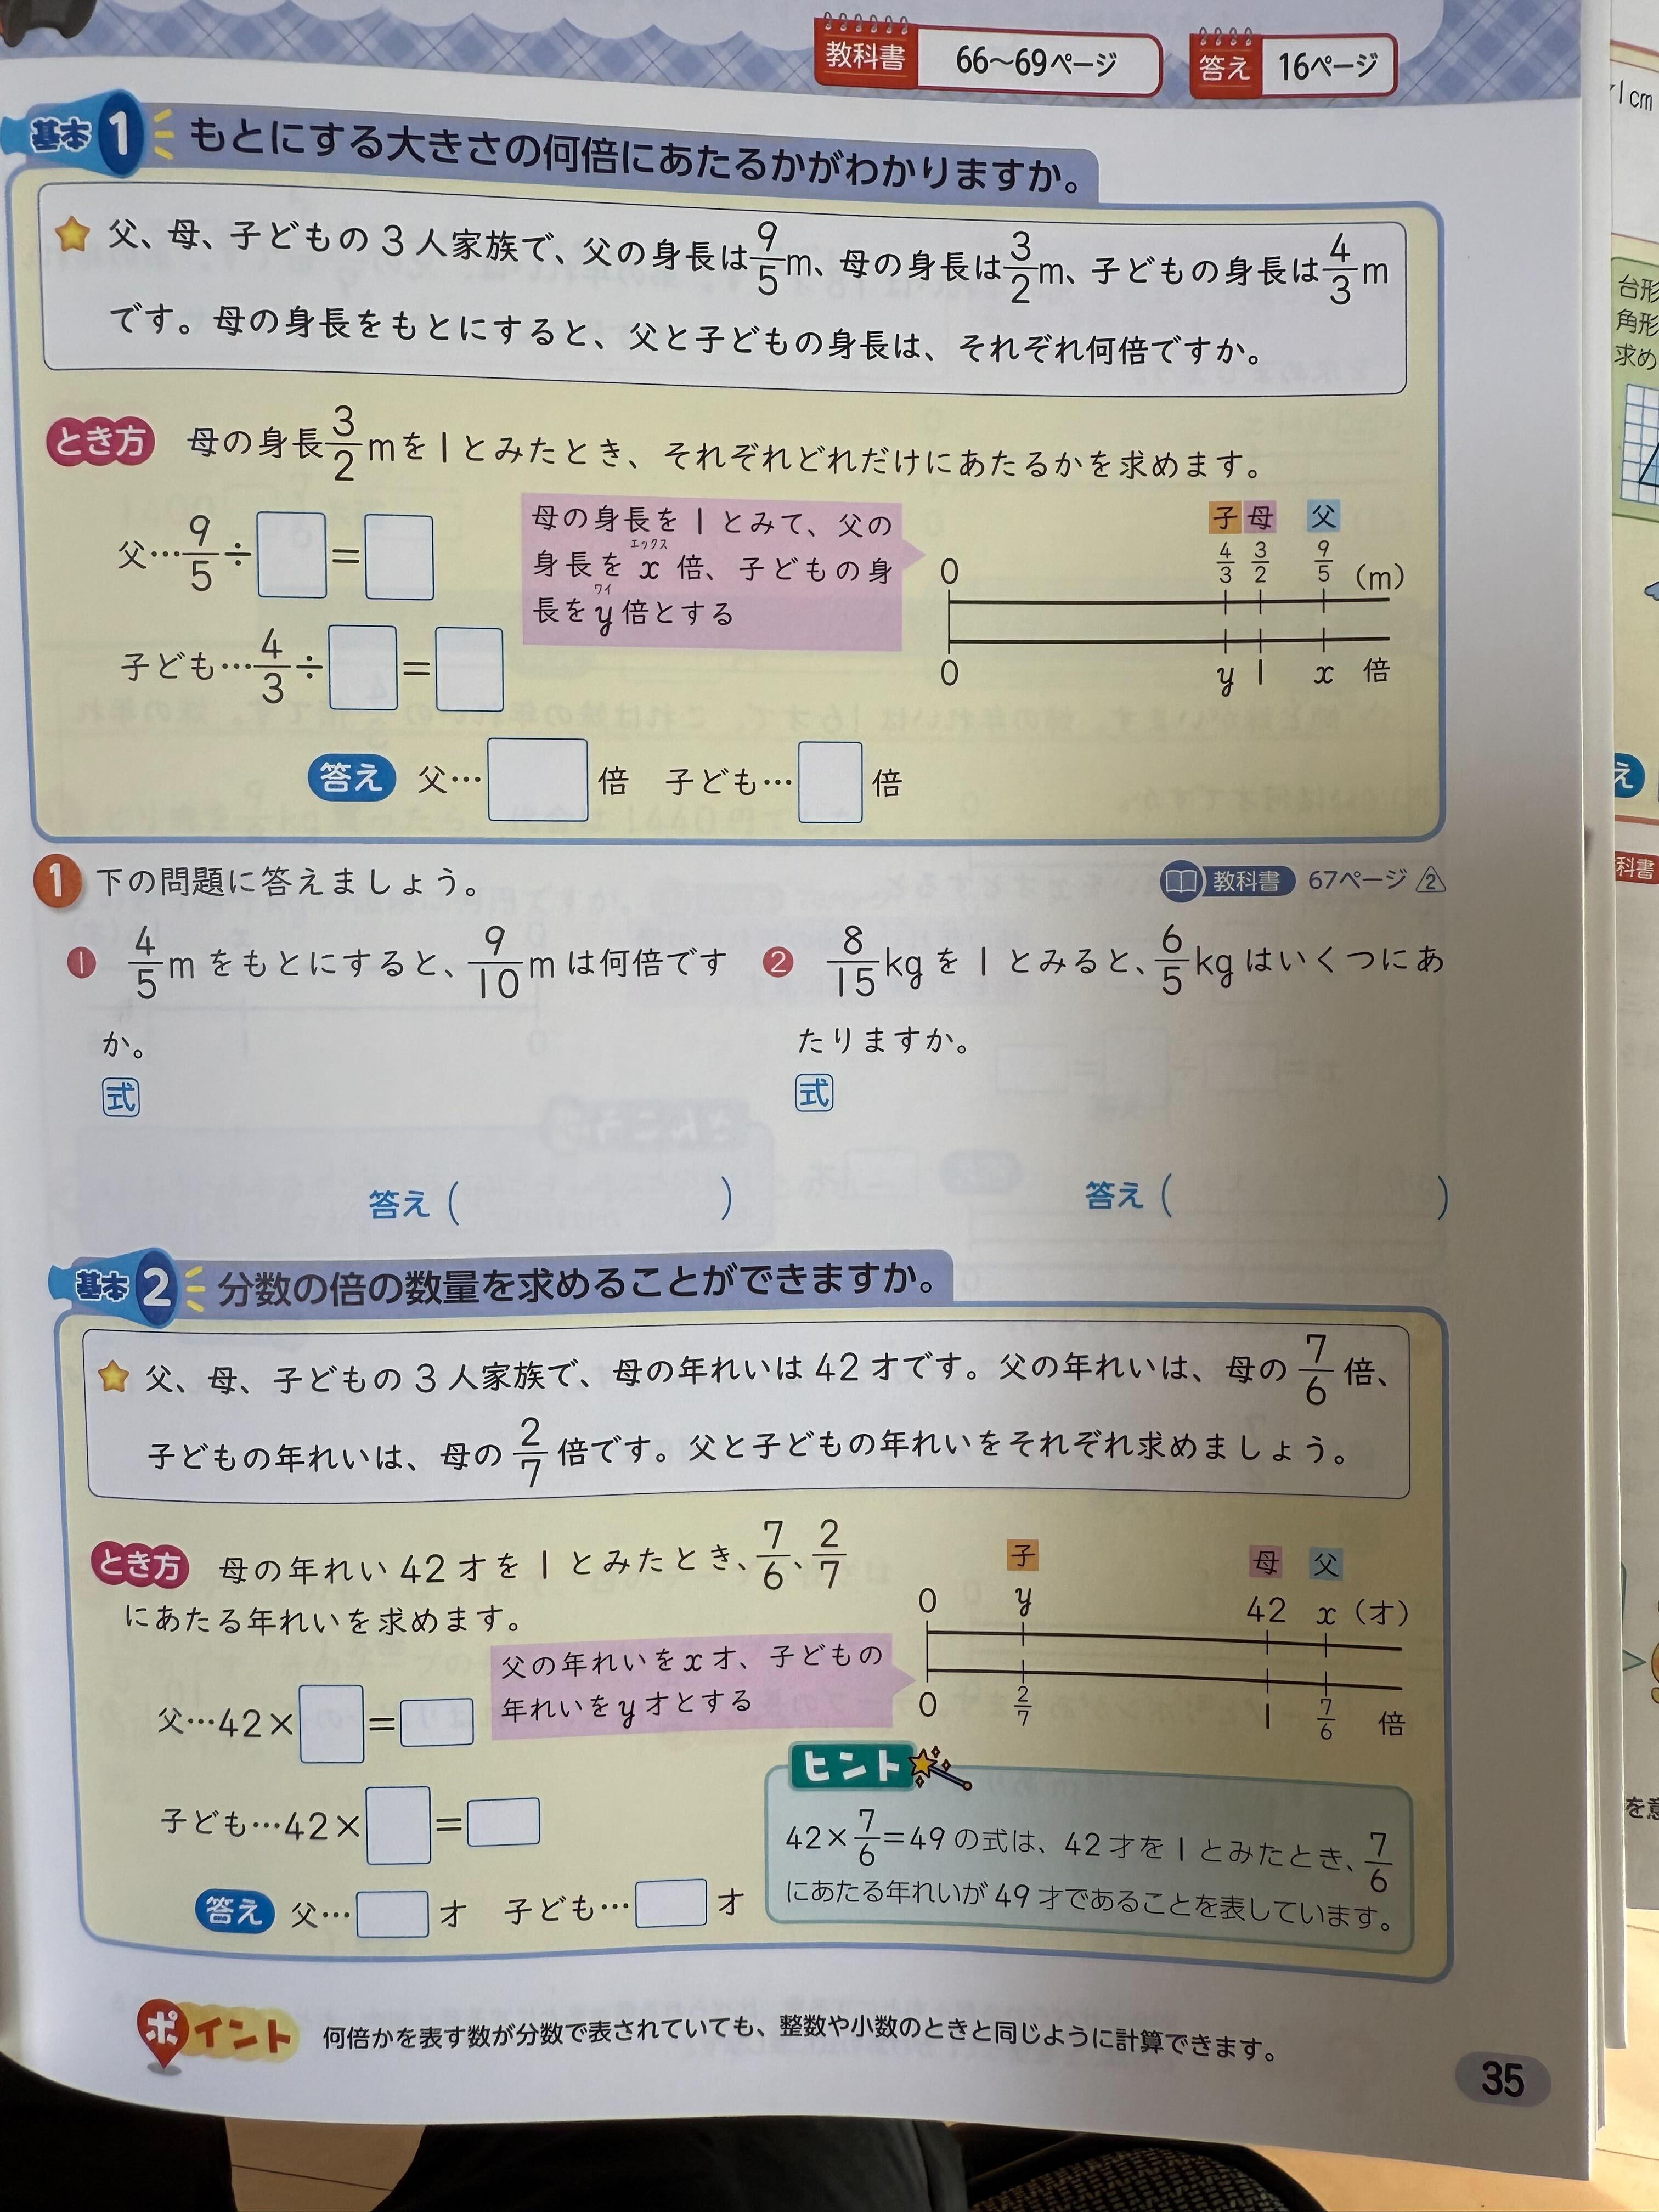 教科書 66〜69ページ 答え 16ページ
基本1 もとにする大きさの何倍にあたるかがわかりますか。
父、母、子どもの3人家族で、父の身長は9/5m、母の身長は3/2m、子どもの身長は4/3m
です。母の身長をもとにすると、父と子どもの身長は、それぞれ何倍ですか。
とき方 母の身長3/2mを1とみたとき、それぞれどれだけにあたるかを求めます。
父…9/5÷□=□
子ども…4/3÷□=□
母の身長を1とみて、父の
身長をx倍、子どもの身
エックス
長をy倍とする
ワイ
子 母 父
0 4/3 3/2 9/5 (m)
0 y 1 x 倍
答え 父…□倍 子ども…□倍
1 下の問題に答えましょう。
教科書 67ページ 2
1 4/5mをもとにすると、9/10mは何倍です
か。
式
答え( )
2 8/15kgを1とみると、6/5kgはいくつにあ
たりますか。
式
答え( )
基本2 分数の倍の数量を求めることができますか。
父、母、子どもの3人家族で、母の年れいは42才です。父の年れいは、母の7/6倍、
子どもの年れいは、母の2/7倍です。父と子どもの年れいをそれぞれ求めましょう。
とき方 母の年れい42才を1とみたとき、7/6、2/7
にあたる年れいを求めます。
父の年れいをx才、子どもの
年れいをy才とする
子 母 父
0 y 42 x (才)
0 2/7 1 7/6 倍
父…42×□=□
子ども…42×□=□
答え 父…□才 子ども…□才
ヒント
42×7/6=49の式は、42才を1とみたとき、7/6
にあたる年れいが49才であることを表しています。
ポイント 何倍かを表す数が分数で表されていても、整数や小数のときと同じように計算できます。
35
1cm
台形
角形
求め
え
科書
を意